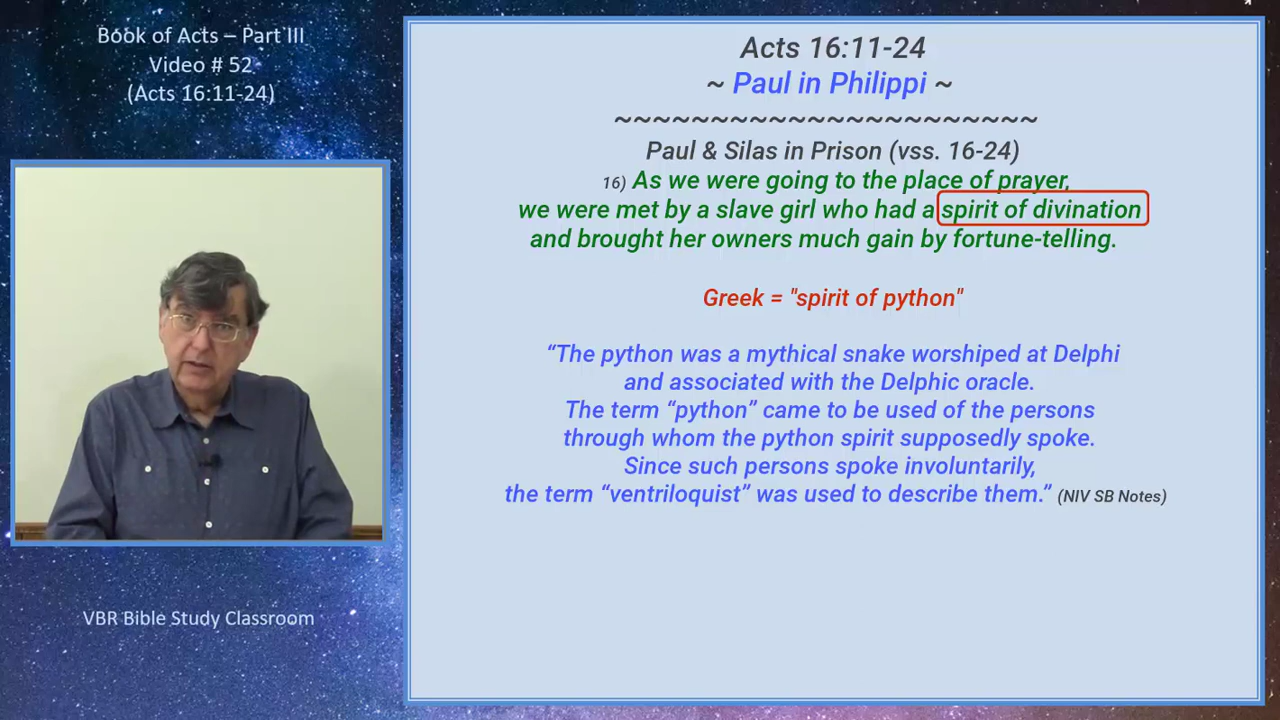 Book of Acts – Part III
Video # 52
(Acts 16:11-24)
VBR Bible Study Classroom
Acts 16:11-24
~ Paul in Philippi ~
~~~~~~~~~~~~~~~~~~~~~~
Paul & Silas in Prison (vss. 16-24)
16) As we were going to the place of prayer,
we were met by a slave girl who had a spirit of divination
and brought her owners much gain by fortune-telling.
Greek = "spirit of python"
“The python was a mythical snake worshiped at Delphi
and associated with the Delphic oracle.
The term “python” came to be used of the persons
through whom the python spirit supposedly spoke.
Since such persons spoke involuntarily,
the term “ventriloquist” was used to describe them.” (NIV SB Notes)